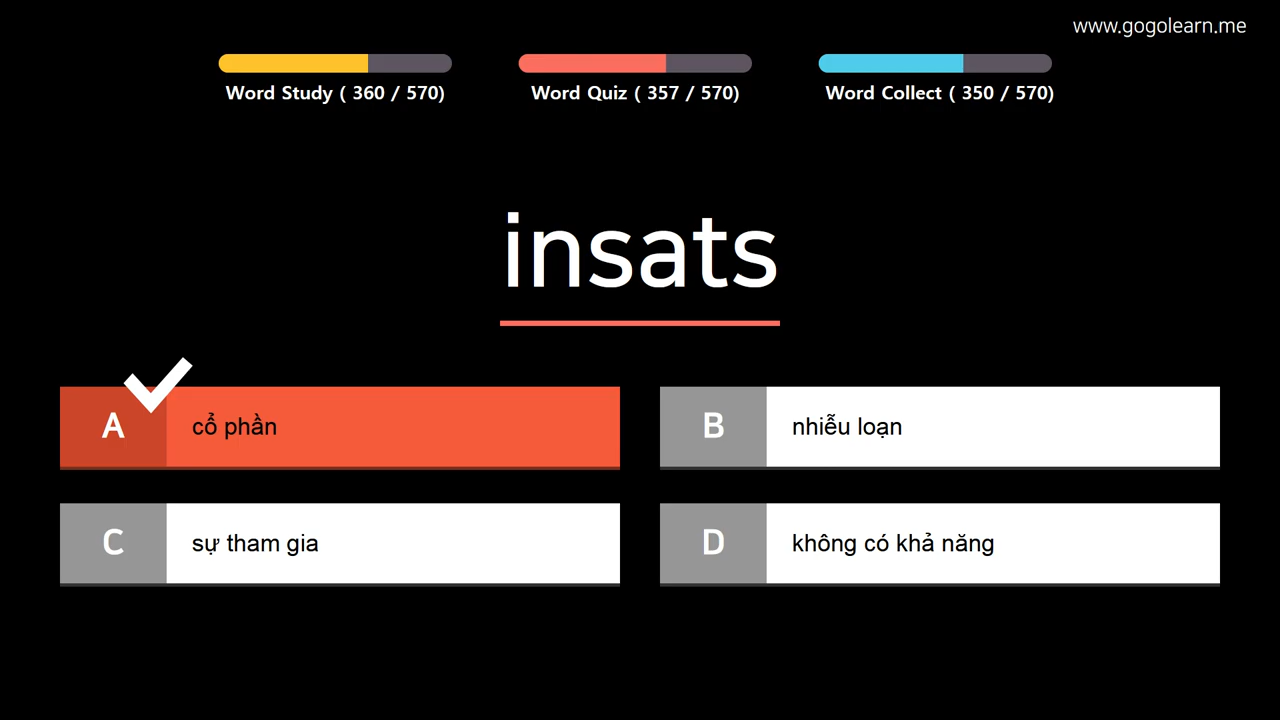 www.gogolearn.me
Word Study ( 360 / 570)
Word Quiz ( 357 / 570)
Word Collect ( 350 / 570)
insats
A
cổ phần
B
nhiễu loạn
C
sự tham gia
D
không có khả năng